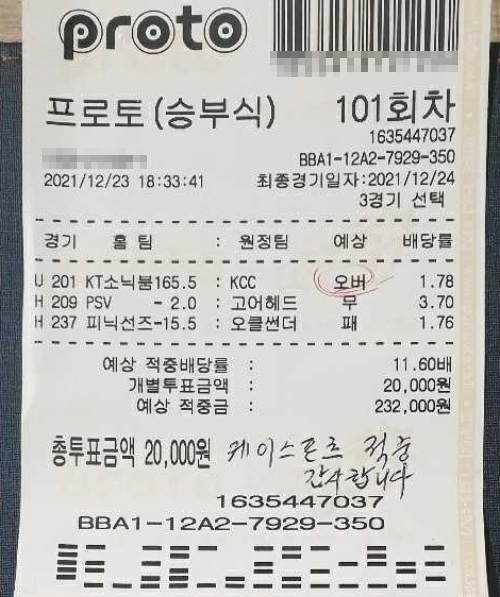 proto
프로토(승부식) 101회차
1635447037
BBA1-12A2-7929-350
2021/12/23 18:33:41 최종경기일자:2021/12/24
3경기 선택
경기 홈 팀 : 원정팀 예상 배당률
U 201 KT소닉붐165.5 : KCC 오버 1.78
H 209 PSV - 2.0 : 고어헤드 무 3.70
H 237 피닉선즈-15.5 : 오클썬더 패 1.76
예상 적중배당률 : 11.60배
개별투표금액 : 20,000원
예상 적중금 : 232,000원
총투표금액 20,000원 케이스포츠 적중
감사합니다
1635447037
BBA1-12A2-7929-350